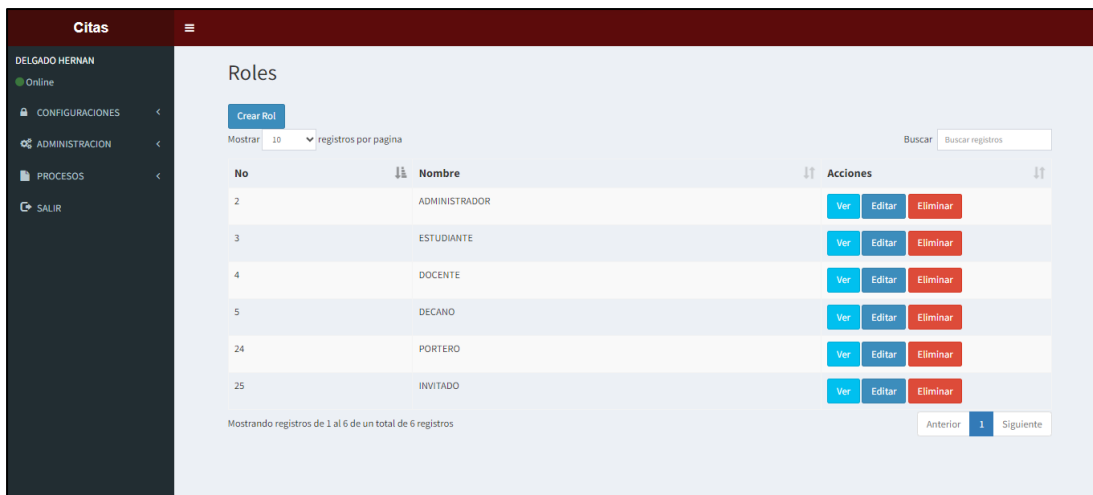 Citas
DELGADO HERNAN
Online
CONFIGURACIONES
ADMINISTRACION
PROCESOS
SALIR
Roles
Crear Rol
Mostrar 10 registros por pagina
Buscar Buscar registros
No Nombre Acciones
2 ADMINISTRADOR Ver Editar Eliminar
3 ESTUDIANTE Ver Editar Eliminar
4 DOCENTE Ver Editar Eliminar
5 DECANO Ver Editar Eliminar
24 PORTERO Ver Editar Eliminar
25 INVITADO Ver Editar Eliminar
Mostrando registros de 1 al 6 de un total de 6 registros
Anterior 1 Siguiente